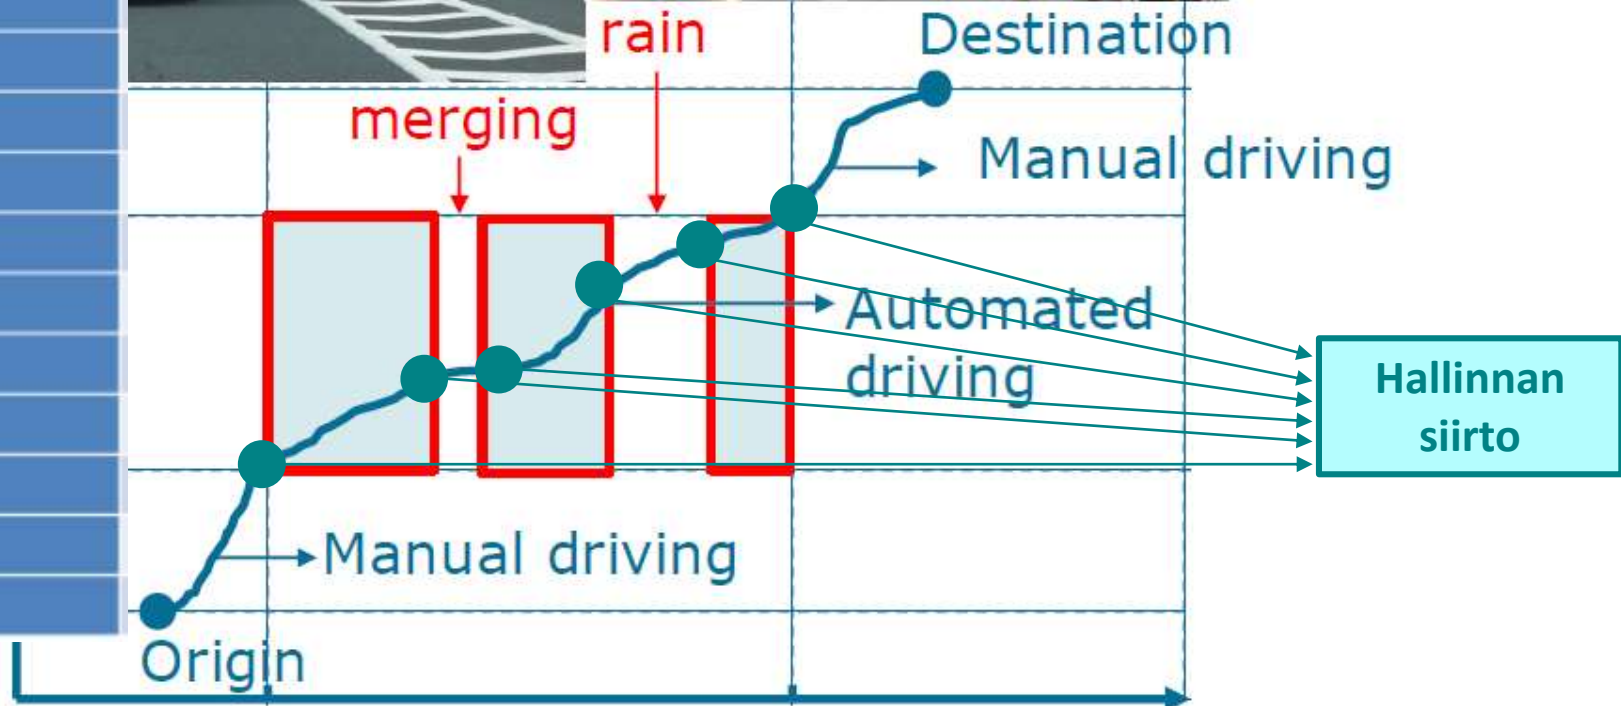 rain
Destination
merging
Manual driving
Automated
driving
Hallinnan
siirto
Manual driving
Origin